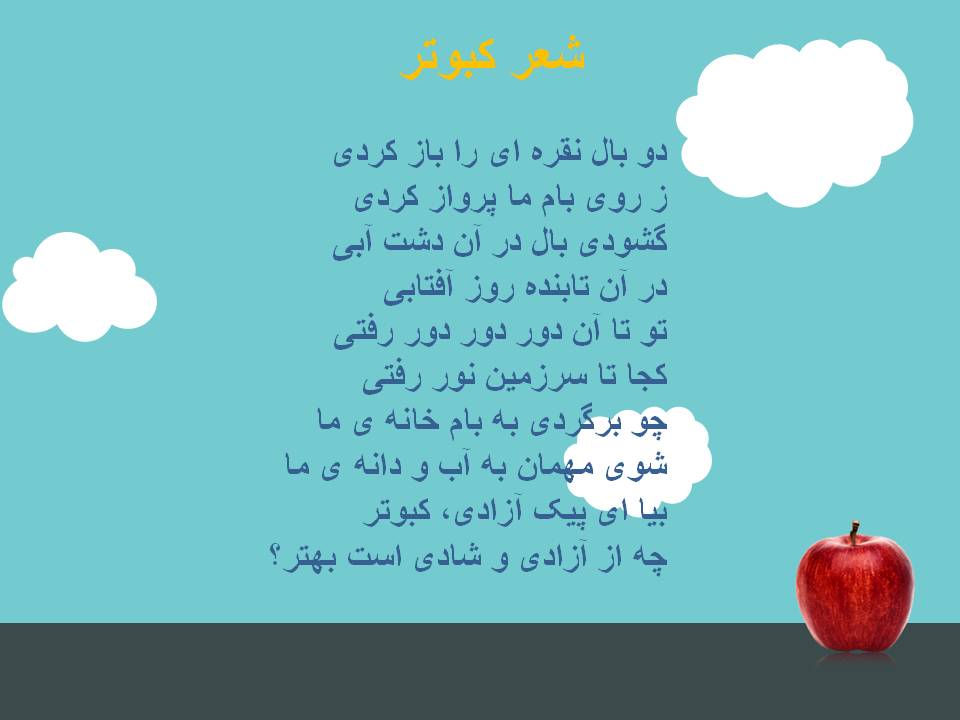 شعر کبوتر
دو بال نقره ای را باز کردی
ز روی بام ما پرواز کردی
گشودی بال در آن دشت آبی
در آن تابنده روز آفتابی
تو تا آن دور دور دور رفتی
کجا تا سرزمین نور رفتی
چو برگردی به بام خانه ی ما
شوی مهمان به آب و دانه ی ما
بیا ای پیک آزادی، کبوتر
چه از آزادی و شادی است بهتر؟